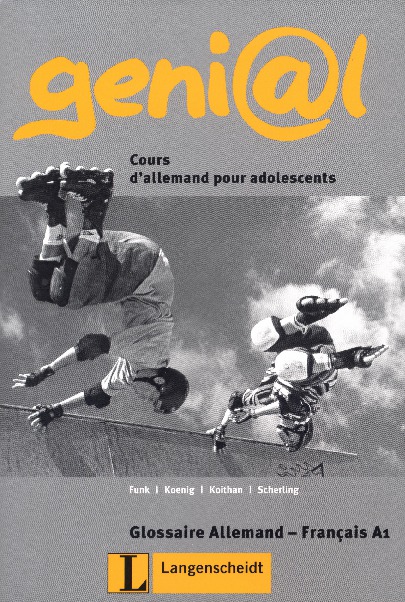 geni@l
Cours
d'allemand pour adolescents
Funk | Koenig | Koithan | Scherling
Glossaire Allemand – Français A1
L Langenscheidt